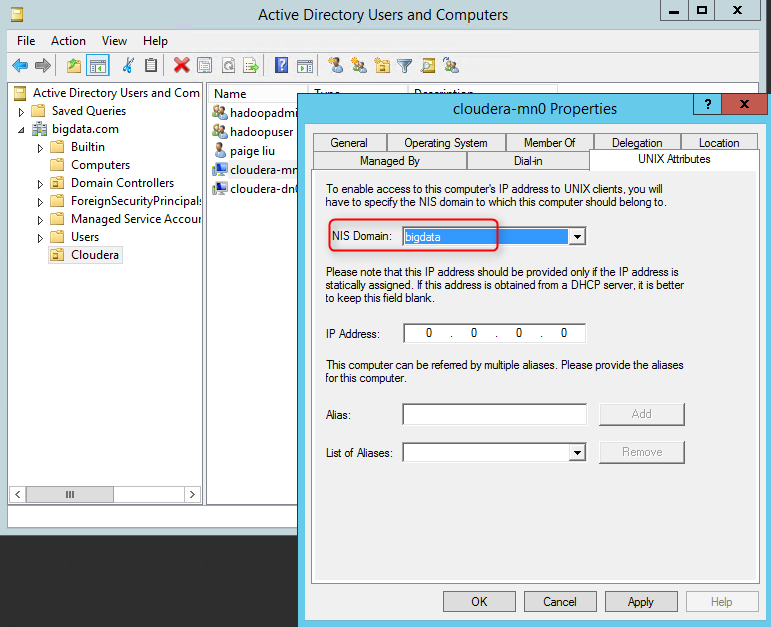 Active Directory Users and Computers
File Action View Help
Active Directory Users and Com
Saved Queries
bigdata.com
Builtin
Computers
Domain Controllers
ForeignSecurityPrincipals
Managed Service Accour
Users
Cloudera
Name Type Description
hadoopadmi
hadoopuser
paige liu
cloudera-mn
cloudera-dn0
cloudera-mn0 Properties
? X
General Operating System Member Of Delegation Location
Managed By Dial-in UNIX Attributes
To enable access to this computer's IP address to UNIX clients, you will
have to specify the NIS domain to which this computer should belong to.
NIS Domain: bigdata
Please note that this IP address should be provided only if the IP address is
statically assigned. If this address is obtained from a DHCP server, it is better
to keep this field blank.
IP Address: 0 . 0 . 0 . 0
This computer can be referred by multiple aliases. Please provide the aliases
for this computer.
Alias: Add
List of Aliases: Remove
OK Cancel Apply Help